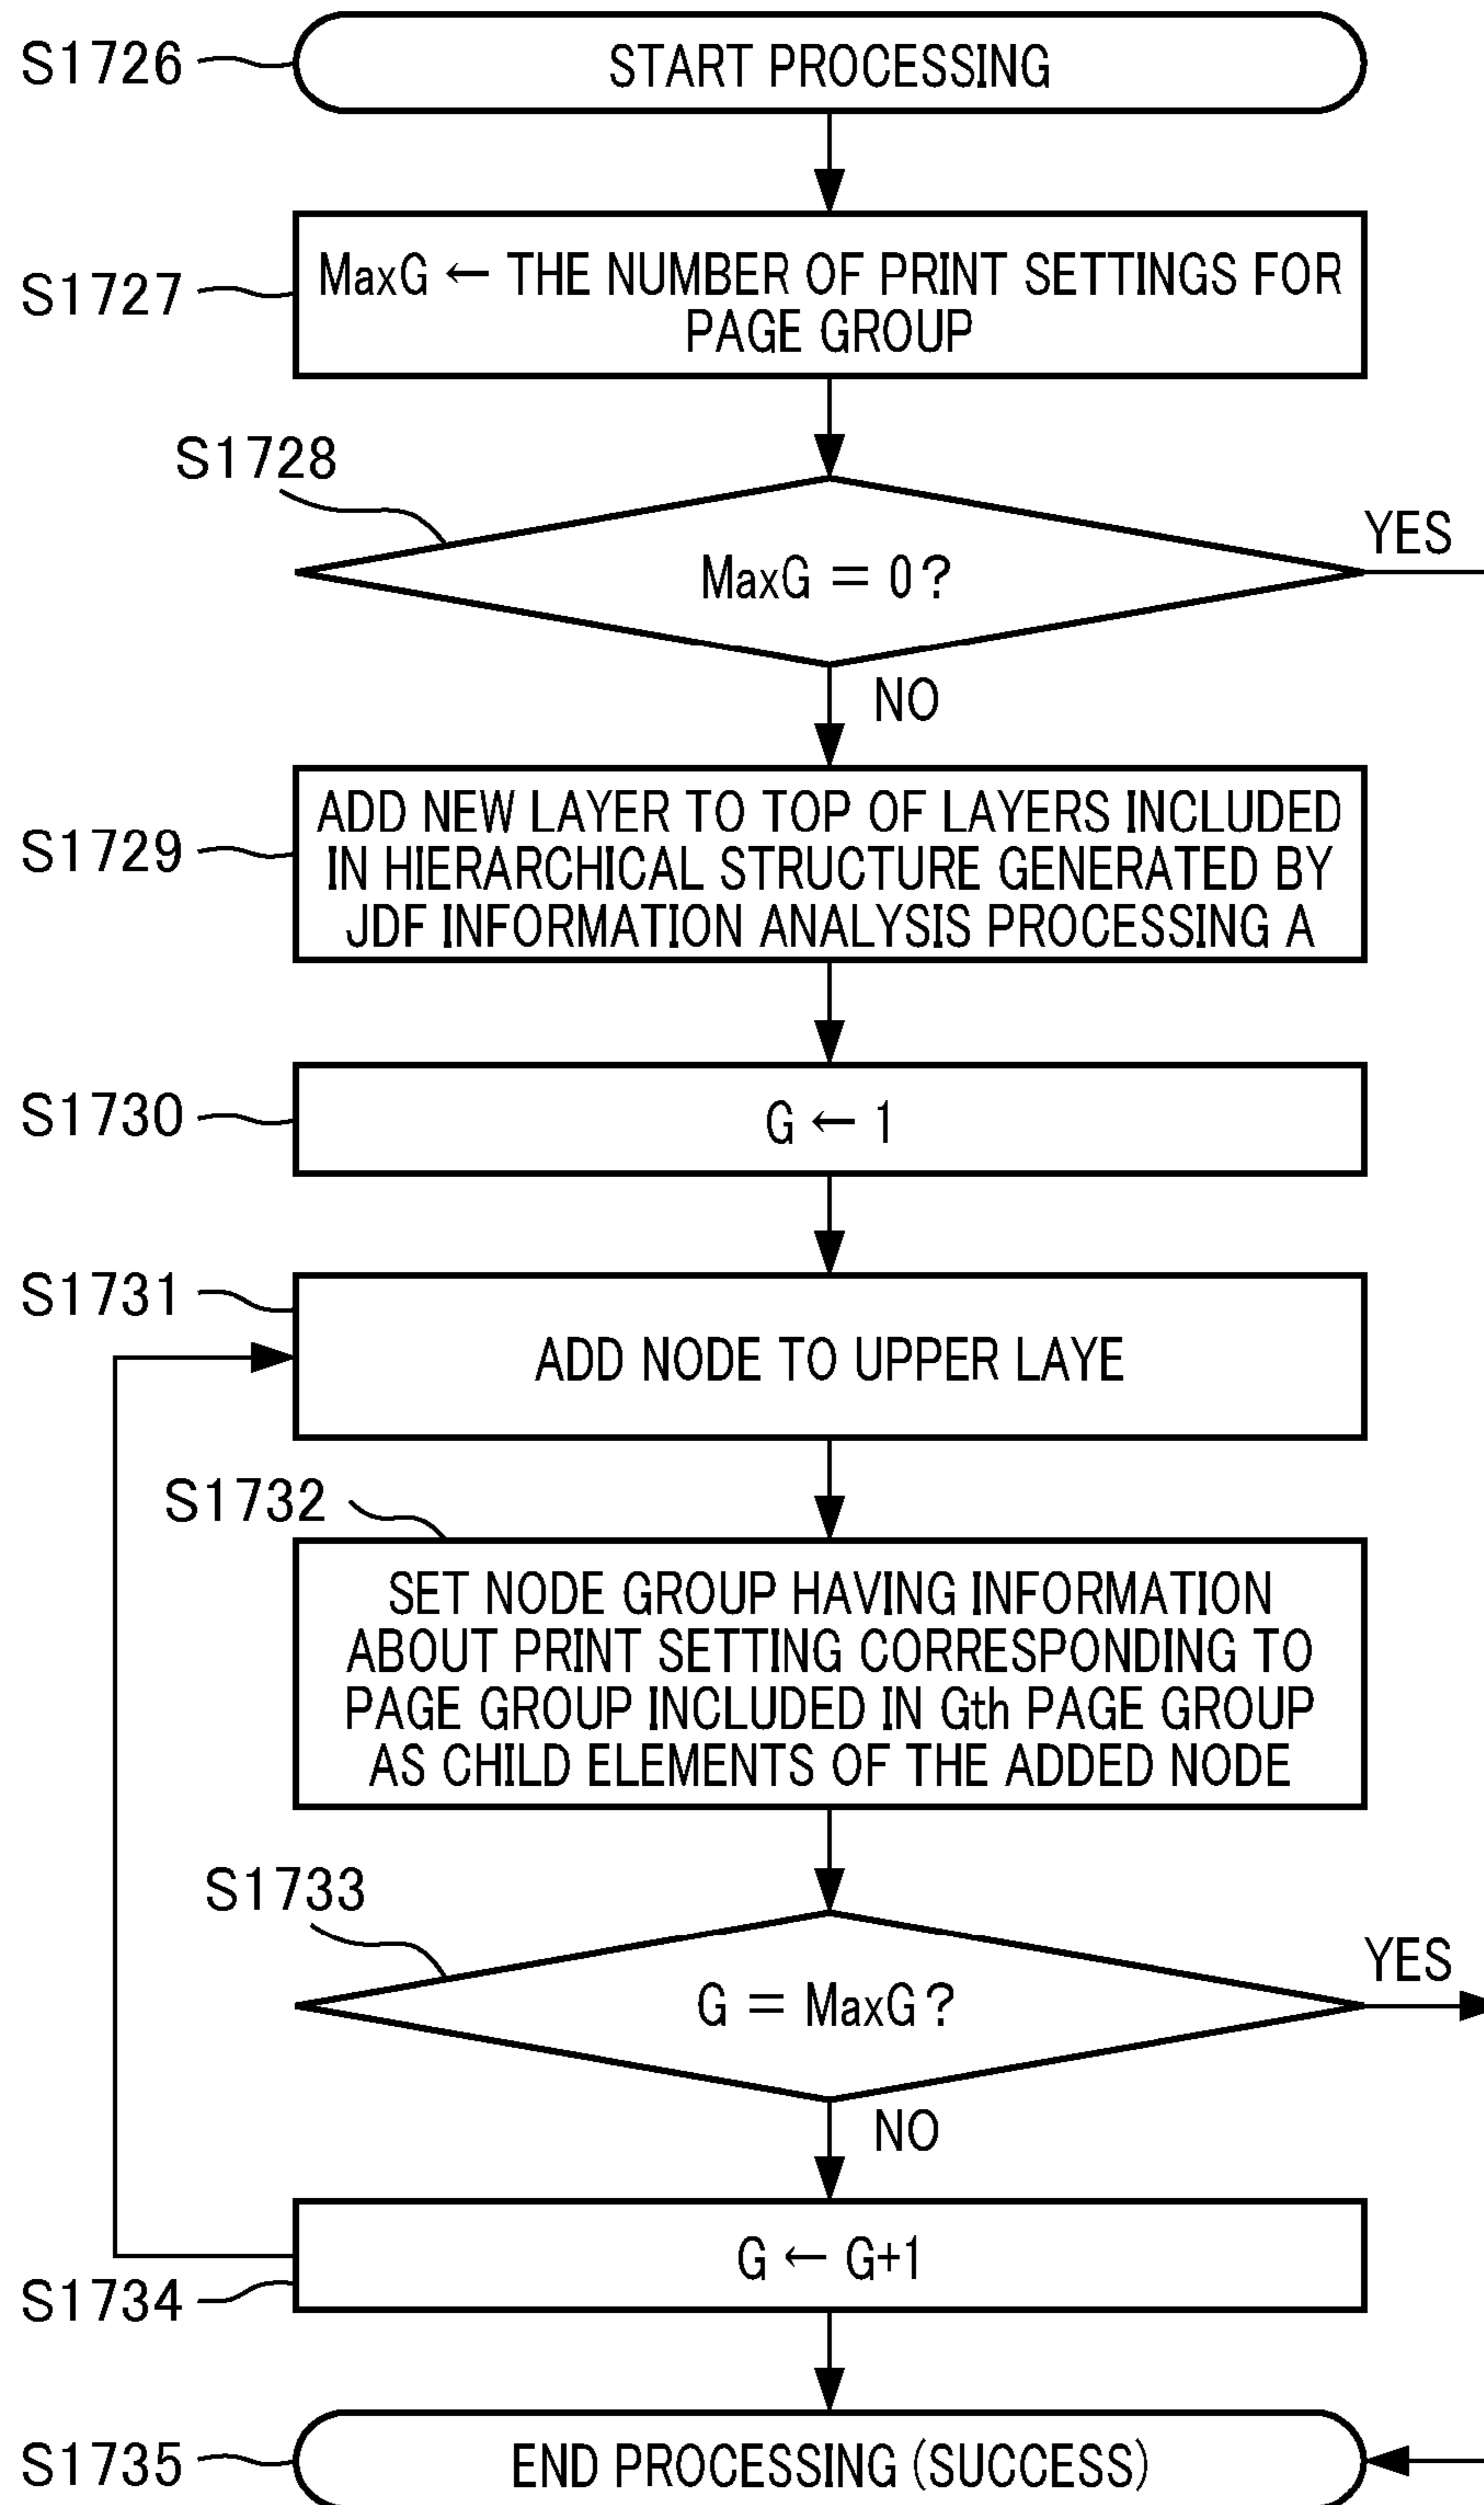 S1726
START PROCESSING
S1727
MaxG ← THE NUMBER OF PRINT SETTINGS FOR
PAGE GROUP
S1728
MaxG = 0?
YES
NO
S1729
ADD NEW LAYER TO TOP OF LAYERS INCLUDED
IN HIERARCHICAL STRUCTURE GENERATED BY
JDF INFORMATION ANALYSIS PROCESSING A
S1730
G ← 1
S1731
ADD NODE TO UPPER LAYE
S1732
SET NODE GROUP HAVING INFORMATION
ABOUT PRINT SETTING CORRESPONDING TO
PAGE GROUP INCLUDED IN Gth PAGE GROUP
AS CHILD ELEMENTS OF THE ADDED NODE
S1733
G = MaxG?
YES
NO
G ← G+1
S1734
S1735
END PROCESSING (SUCCESS)